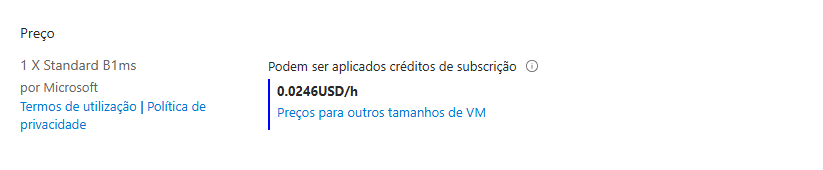 Preço
1 X Standard B1ms
por Microsoft
Termos de utilização | Política de
privacidade
Podem ser aplicados créditos de subscrição
0.0246USD/h
Preços para outros tamanhos de VM